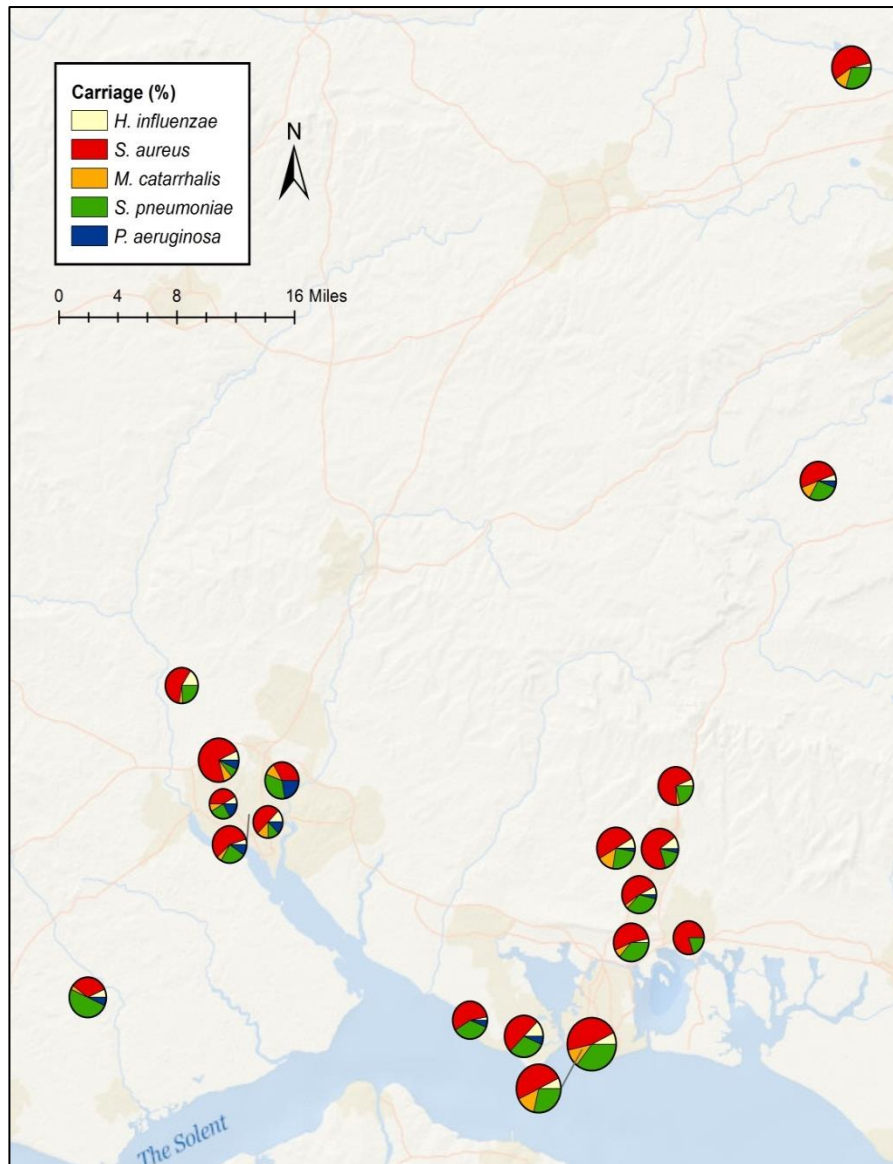 Carriage (%)
H. influenzae
S. aureus
M. catarrhalis
S. pneumoniae
P. aeruginosa
N
0 4 8 16 Miles
The Solent